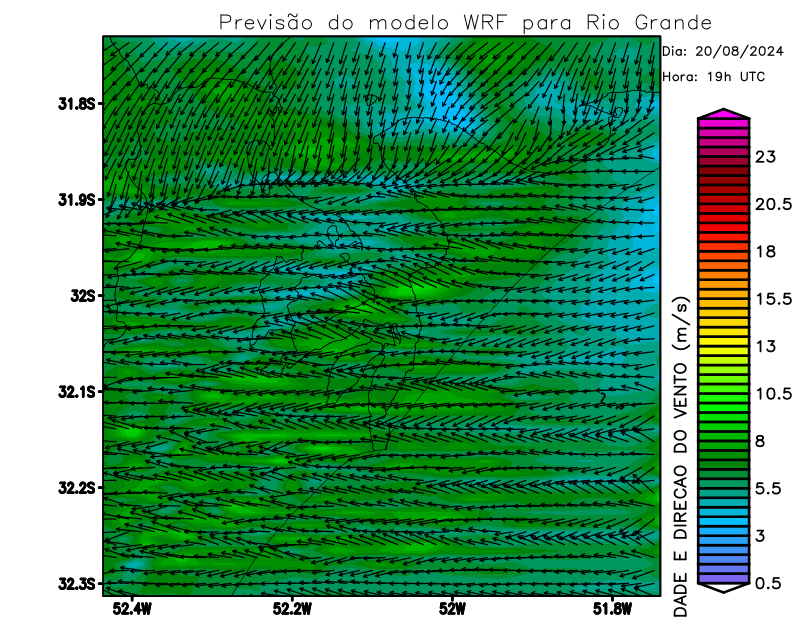 Previsão do modelo WRF para Rio Grande
Dia: 20/08/2024
Hora: 19h UTC
31.8S
31.9S
32S
32.1S
32.2S
32.3S
52.4W
52.2W
52W
51.8W
23
20.5
18
15.5
13
10.5
8
5.5
3
0.5
DADE E DIRECAO DO VENTO (m/s)